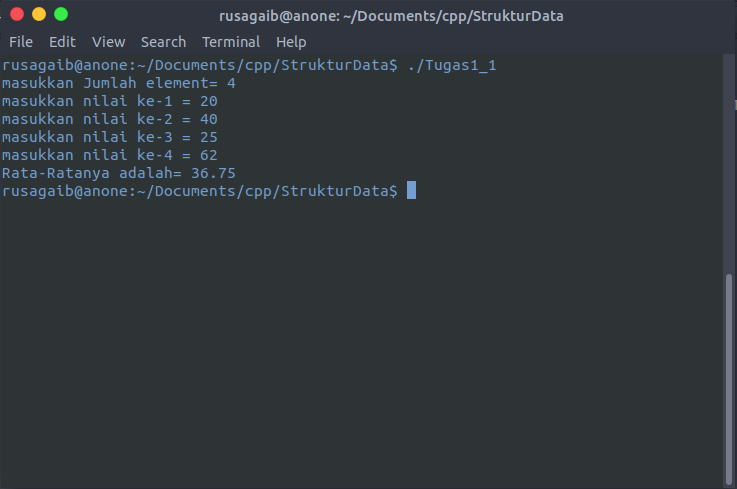 rusagaib@anone: ~/Documents/cpp/StrukturData
File Edit View Search Terminal Help
rusagaib@anone:~/Documents/cpp/StrukturData$ ./Tugas1_1
masukkan Jumlah element= 4
masukkan nilai ke-1 = 20
masukkan nilai ke-2 = 40
masukkan nilai ke-3 = 25
masukkan nilai ke-4 = 62
Rata-Ratanya adalah= 36.75
rusagaib@anone:~/Documents/cpp/StrukturData$